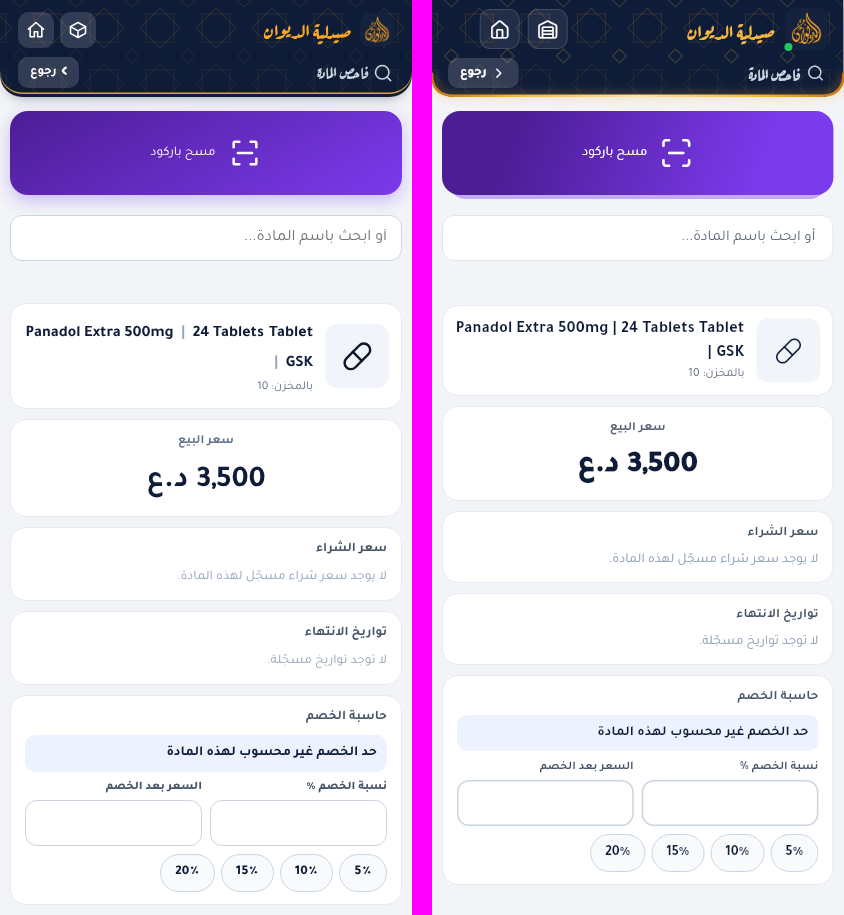 صيدلية الديوان
فاحص المادة
رجوع
مسح باركود
أو ابحث باسم المادة...
Panadol Extra 500mg | 24 Tablets Tablet
| GSK
بالمخزن: 10
سعر البيع
3,500 د.ع
سعر الشراء
لا يوجد سعر شراء مسجّل لهذه المادة.
تواريخ الانتهاء
لا توجد تواريخ مسجّلة.
حاسبة الخصم
حد الخصم غير محسوب لهذه المادة
نسبة الخصم % السعر بعد الخصم
5٪ 10٪ 15٪ 20٪
صيدلية الديوان
فاحص المادة
رجوع
مسح باركود
أو ابحث باسم المادة...
Panadol Extra 500mg | 24 Tablets Tablet
| GSK
بالمخزن: 10
سعر البيع
3,500 د.ع
سعر الشراء
لا يوجد سعر شراء مسجّل لهذه المادة.
تواريخ الانتهاء
لا توجد تواريخ مسجّلة.
حاسبة الخصم
حد الخصم غير محسوب لهذه المادة
نسبة الخصم % السعر بعد الخصم
5% 10% 15% 20%